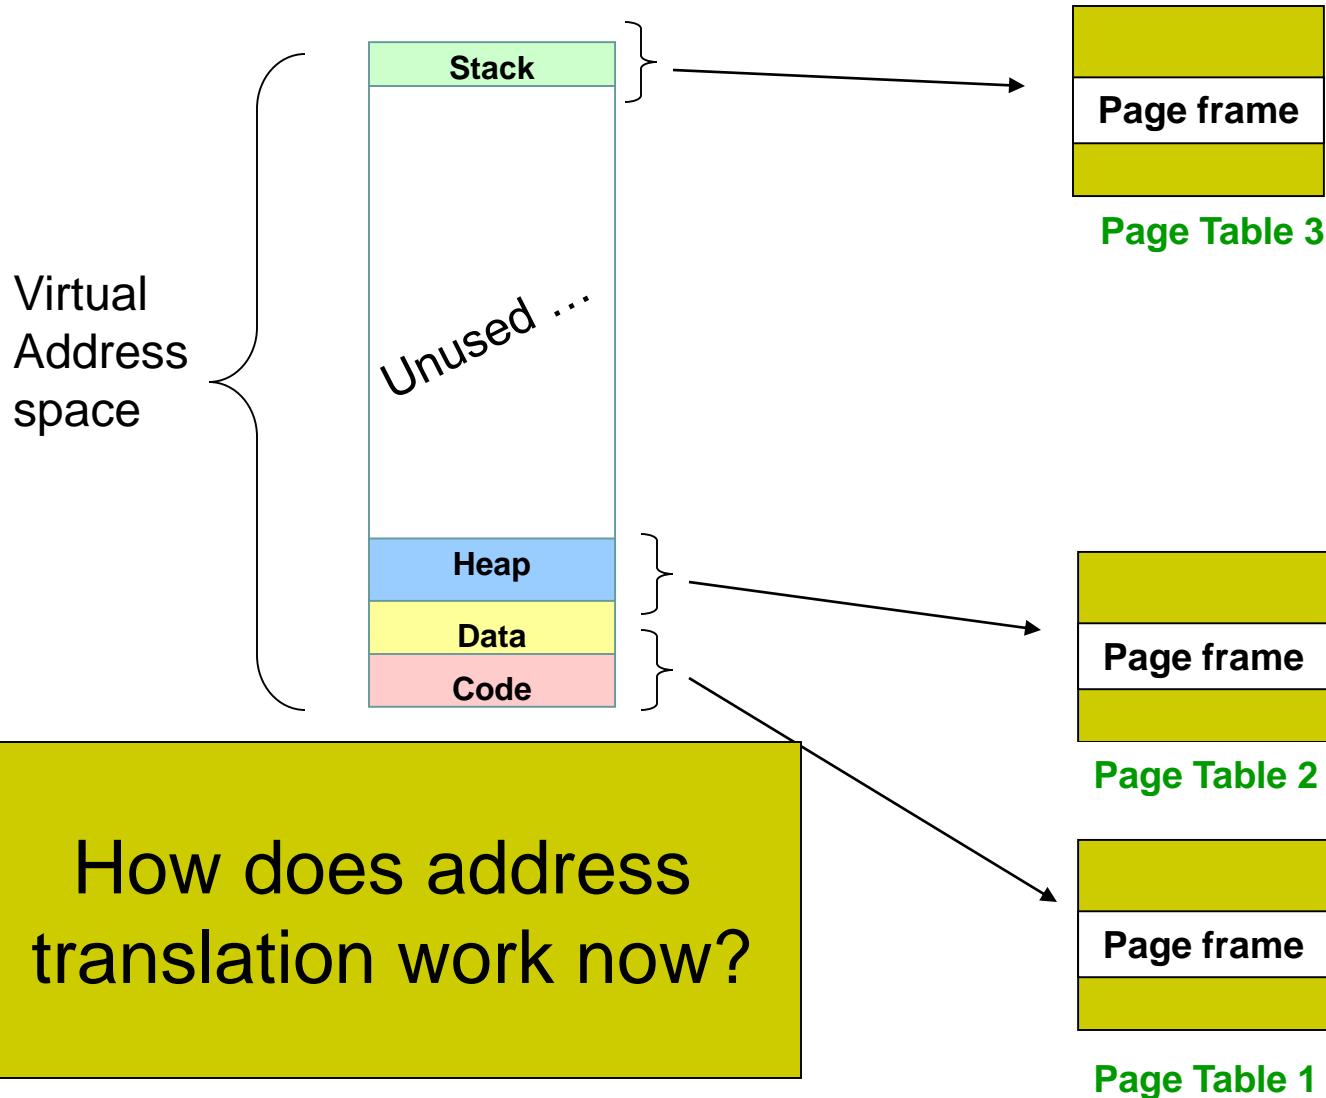 Stack
Page frame
Page Table 3
Virtual
Address
space
Unused …
Heap
Data
Code
Page frame
Page Table 2
How does address
translation work now?
Page frame
Page Table 1